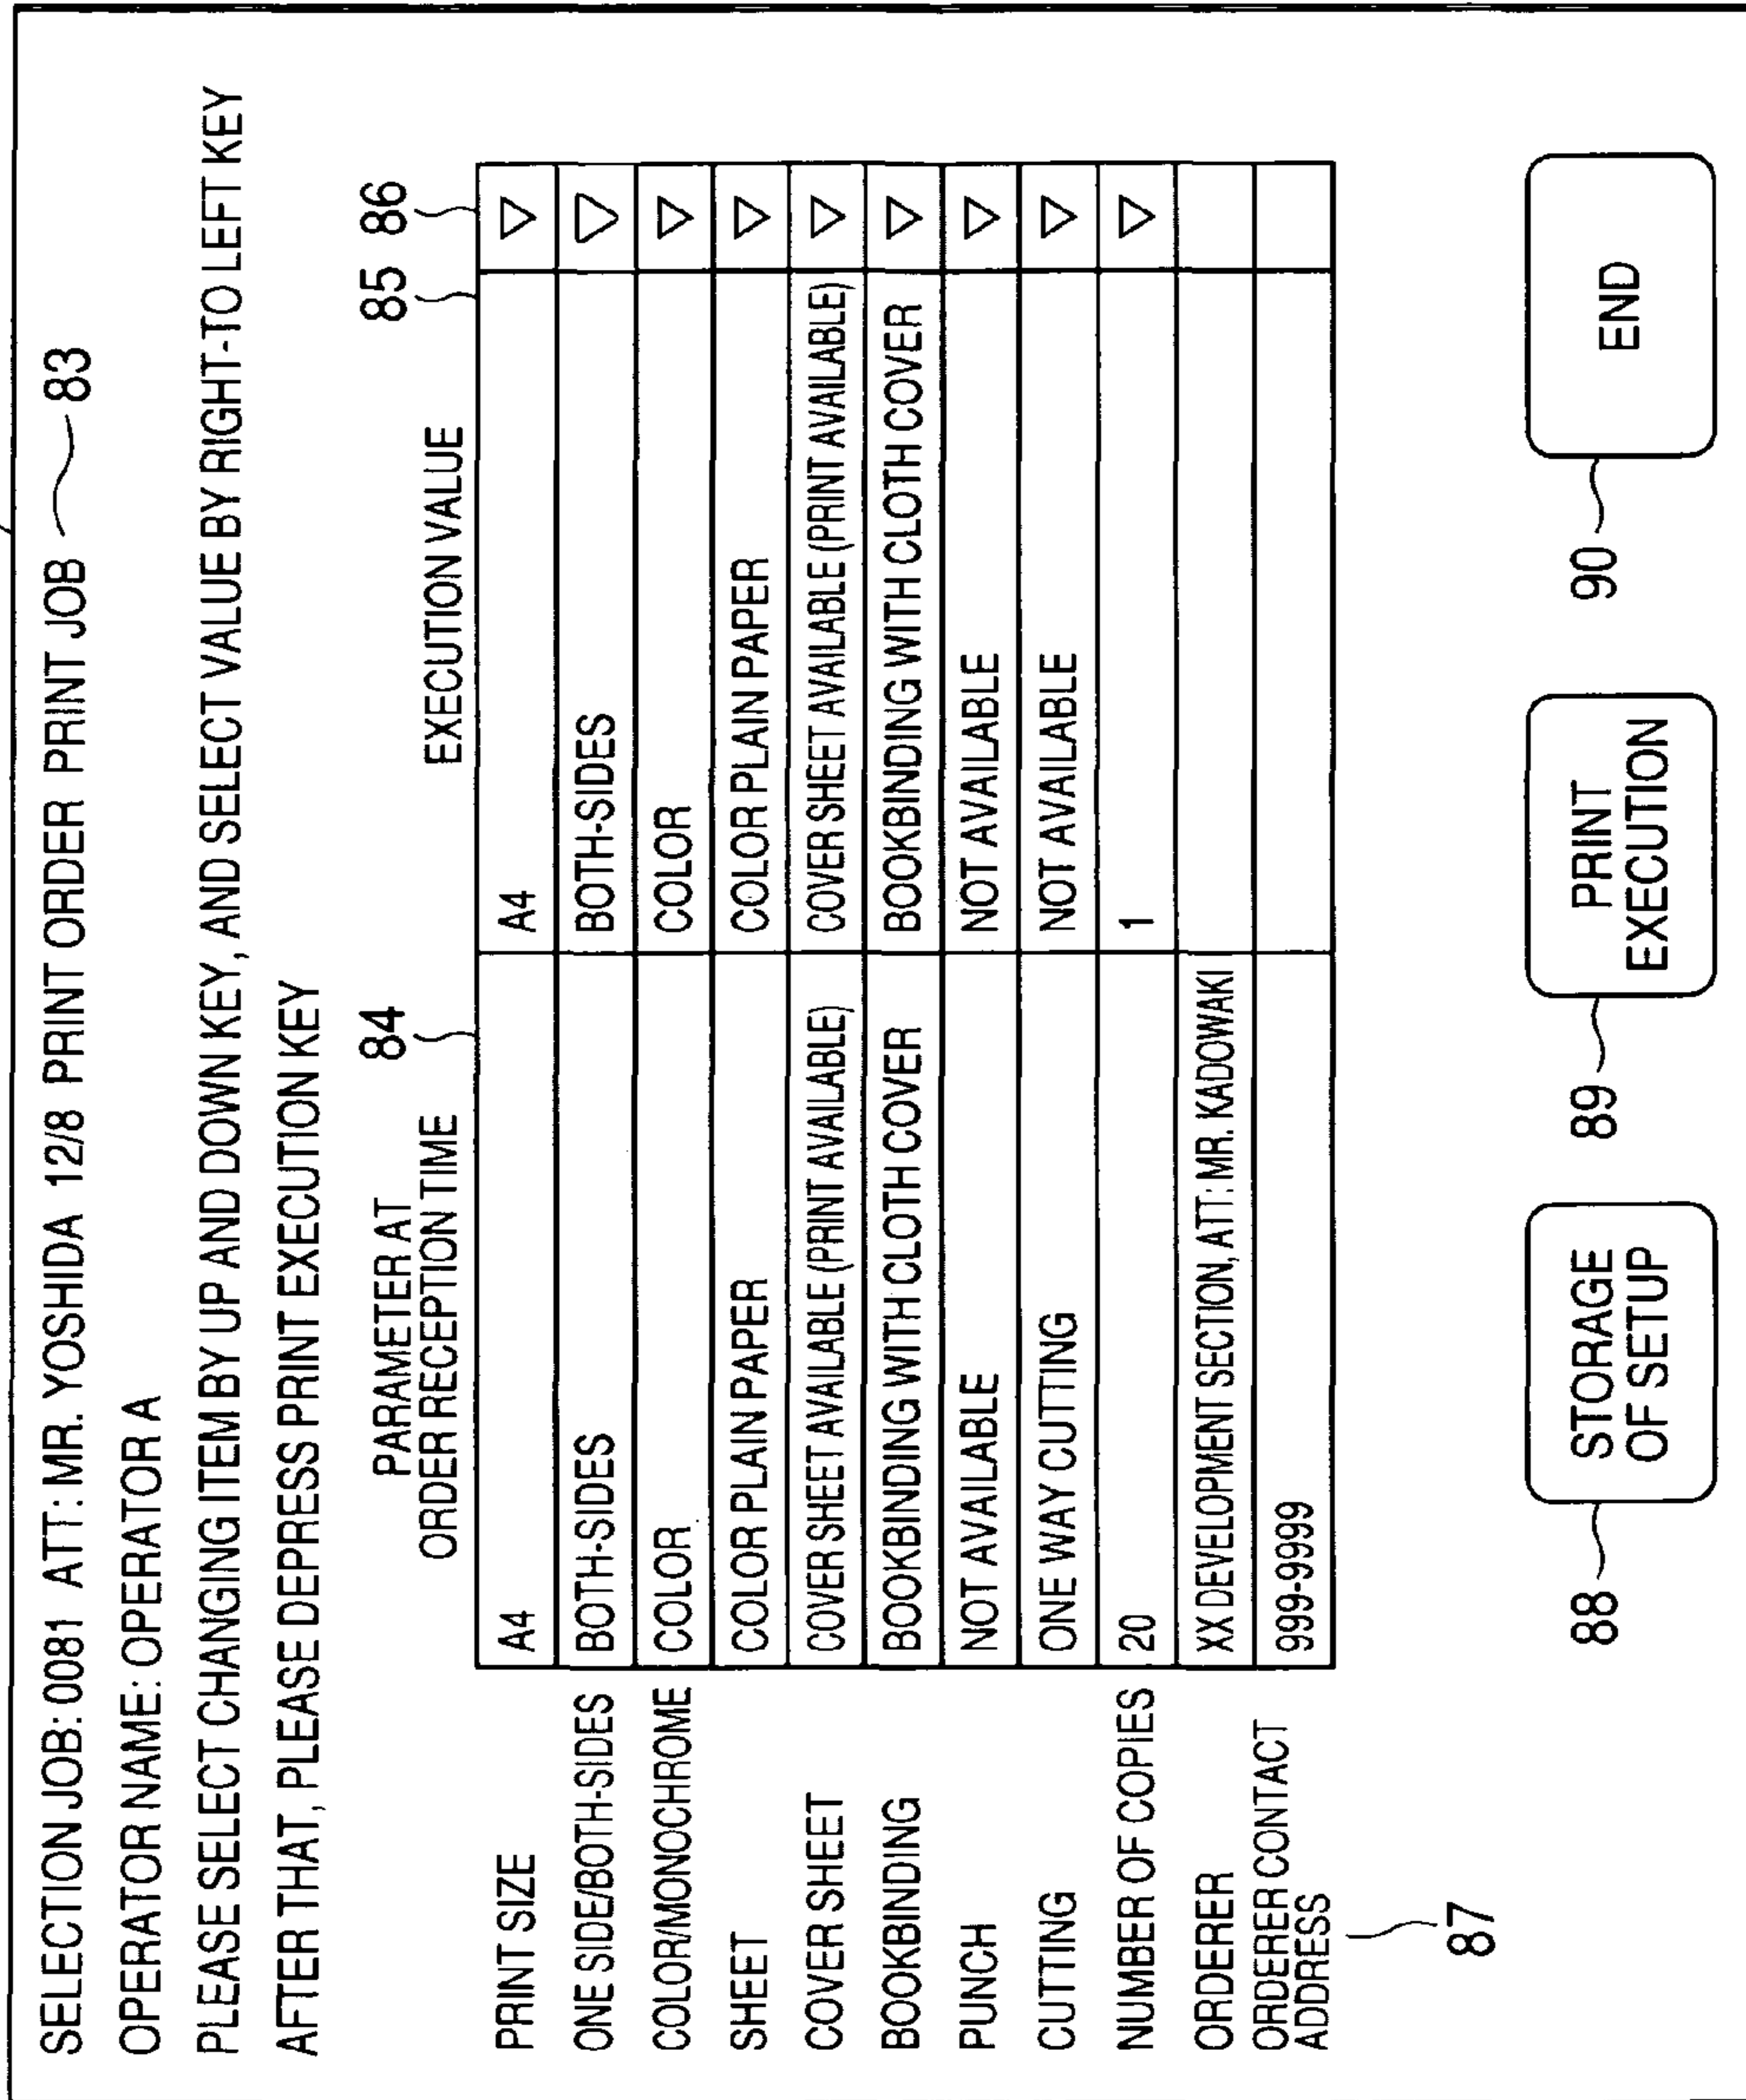 SELECTION JOB: 0081 ATT: MR. YOSHIDA 12/8 PRINT ORDER PRINT JOB 83
OPERATOR NAME: OPERATOR A
PLEASE SELECT CHANGING ITEM BY UP AND DOWN KEY, AND SELECT VALUE BY RIGHT-TO LEFT KEY
AFTER THAT, PLEASE DEPRESS PRINT EXECUTION KEY
84 85 86
PARAMETER AT
ORDER RECEPTION TIME EXECUTION VALUE
PRINT SIZE A4 A4 ▽
ONE SIDE/BOTH-SIDES BOTH-SIDES BOTH-SIDES ▽
COLOR/MONOCHROME COLOR COLOR ▽
SHEET COLOR PLAIN PAPER COLOR PLAIN PAPER ▽
COVER SHEET COVER SHEET AVAILABLE (PRINT AVAILABLE) COVER SHEET AVAILABLE (PRINT AVAILABLE) ▽
BOOKBINDING BOOKBINDING WITH CLOTH COVER BOOKBINDING WITH CLOTH COVER ▽
PUNCH NOT AVAILABLE NOT AVAILABLE ▽
CUTTING ONE WAY CUTTING NOT AVAILABLE ▽
NUMBER OF COPIES 20 1 ▽
ORDERER XX DEVELOPMENT SECTION, ATT: MR. KADOWAKI
ORDERER CONTACT
ADDRESS 999-9999
87
88 STORAGE
OF SETUP
89 PRINT
EXECUTION
90 END